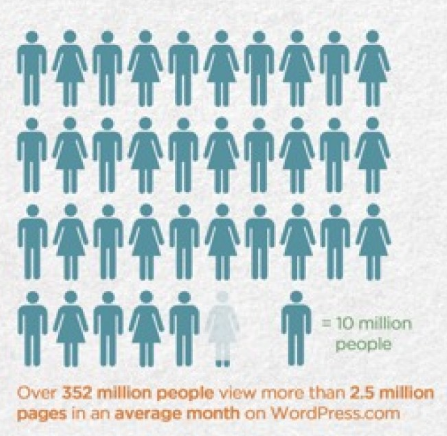 = 10 million
people
Over 352 million people view more than 2.5 million
pages in an average month on WordPress.com